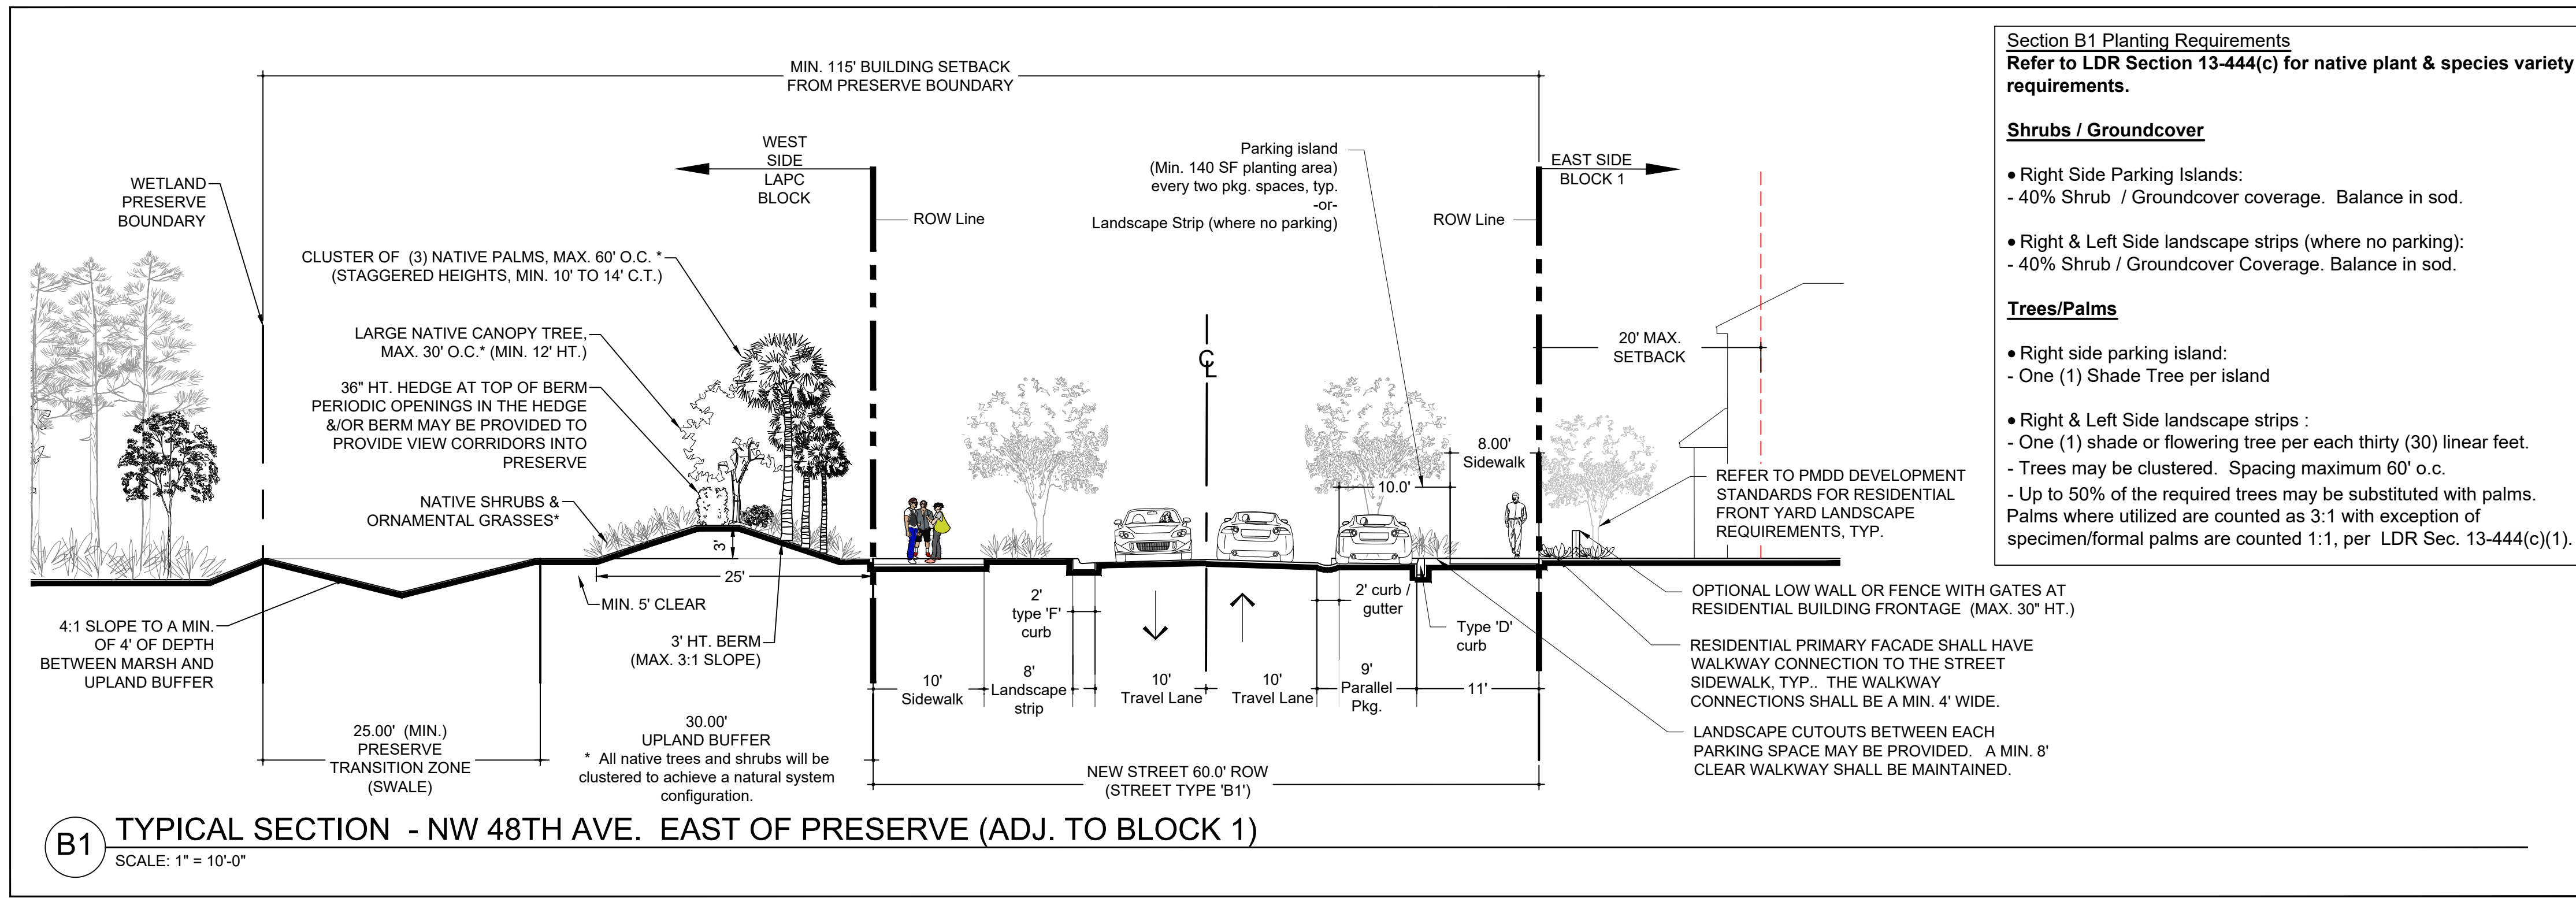 MIN. 115' BUILDING SETBACK
FROM PRESERVE BOUNDARY
WEST
SIDE
LAPC
BLOCK
EAST SIDE
BLOCK 1
WETLAND
PRESERVE
BOUNDARY
ROW Line
Parking island
(Min. 140 SF planting area)
every two pkg. spaces, typ.
-or-
Landscape Strip (where no parking)
ROW Line
CLUSTER OF (3) NATIVE PALMS, MAX. 60' O.C. *
(STAGGERED HEIGHTS, MIN. 10' TO 14' C.T.)
LARGE NATIVE CANOPY TREE,
MAX. 30' O.C.* (MIN. 12' HT.)
36" HT. HEDGE AT TOP OF BERM
PERIODIC OPENINGS IN THE HEDGE
&/OR BERM MAY BE PROVIDED TO
PROVIDE VIEW CORRIDORS INTO
PRESERVE
NATIVE SHRUBS &
ORNAMENTAL GRASSES*
CL
20' MAX.
SETBACK
8.00'
Sidewalk
10.0'
3'
25'
MIN. 5' CLEAR
3' HT. BERM
(MAX. 3:1 SLOPE)
4:1 SLOPE TO A MIN.
OF 4' OF DEPTH
BETWEEN MARSH AND
UPLAND BUFFER
2'
type 'F'
curb
2' curb /
gutter
Type 'D'
curb
10'
Sidewalk
8'
Landscape
strip
10'
Travel Lane
10'
Travel Lane
9'
Parallel
Pkg.
11'
25.00' (MIN.)
PRESERVE
TRANSITION ZONE
(SWALE)
30.00'
UPLAND BUFFER
* All native trees and shrubs will be
clustered to achieve a natural system
configuration.
NEW STREET 60.0' ROW
(STREET TYPE 'B1')
REFER TO PMDD DEVELOPMENT
STANDARDS FOR RESIDENTIAL
FRONT YARD LANDSCAPE
REQUIREMENTS, TYP.
OPTIONAL LOW WALL OR FENCE WITH GATES AT
RESIDENTIAL BUILDING FRONTAGE (MAX. 30" HT.)
RESIDENTIAL PRIMARY FACADE SHALL HAVE
WALKWAY CONNECTION TO THE STREET
SIDEWALK, TYP.. THE WALKWAY
CONNECTIONS SHALL BE A MIN. 4' WIDE.
LANDSCAPE CUTOUTS BETWEEN EACH
PARKING SPACE MAY BE PROVIDED. A MIN. 8'
CLEAR WALKWAY SHALL BE MAINTAINED.
Section B1 Planting Requirements
Refer to LDR Section 13-444(c) for native plant & species variety
requirements.
Shrubs / Groundcover
• Right Side Parking Islands:
- 40% Shrub / Groundcover coverage. Balance in sod.
• Right & Left Side landscape strips (where no parking):
- 40% Shrub / Groundcover Coverage. Balance in sod.
Trees/Palms
• Right side parking island:
- One (1) Shade Tree per island
• Right & Left Side landscape strips :
- One (1) shade or flowering tree per each thirty (30) linear feet.
- Trees may be clustered. Spacing maximum 60' o.c.
- Up to 50% of the required trees may be substituted with palms.
Palms where utilized are counted as 3:1 with exception of
specimen/formal palms are counted 1:1, per LDR Sec. 13-444(c)(1).
B1
TYPICAL SECTION - NW 48TH AVE. EAST OF PRESERVE (ADJ. TO BLOCK 1)
SCALE: 1" = 10'-0"